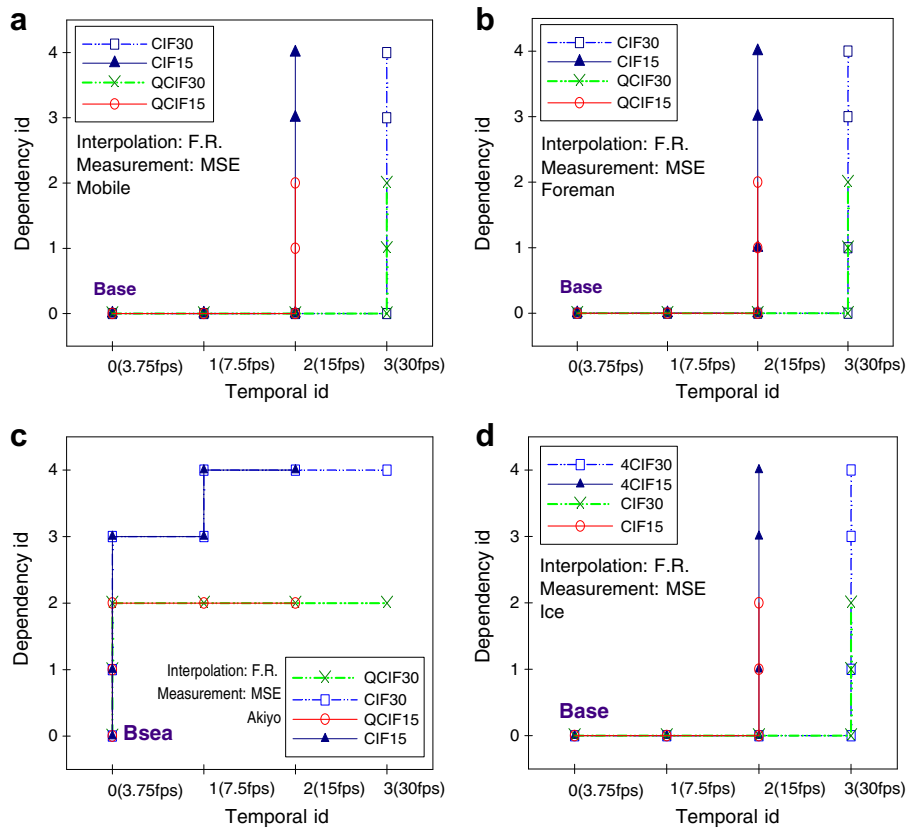 a
CIF30
CIF15
QCIF30
QCIF15
Interpolation: F.R.
Measurement: MSE
Mobile
Base
Dependency id
4
3
2
1
0
0(3.75fps) 1(7.5fps) 2(15fps) 3(30fps)
Temporal id
b
CIF30
CIF15
QCIF30
QCIF15
Interpolation: F.R.
Measurement: MSE
Foreman
Base
Dependency id
4
3
2
1
0
0(3.75fps) 1(7.5fps) 2(15fps) 3(30fps)
Temporal id
c
Dependency id
4
3
2
1
0
Interpolation: F.R.
Measurement: MSE
Akiyo
QCIF30
CIF30
QCIF15
CIF15
Bsea
0(3.75fps) 1(7.5fps) 2(15fps) 3(30fps)
Temporal id
d
4CIF30
4CIF15
CIF30
CIF15
Interpolation: F.R.
Measurement: MSE
Ice
Base
Dependency id
4
3
2
1
0
0(3.75fps) 1(7.5fps) 2(15fps) 3(30fps)
Temporal id